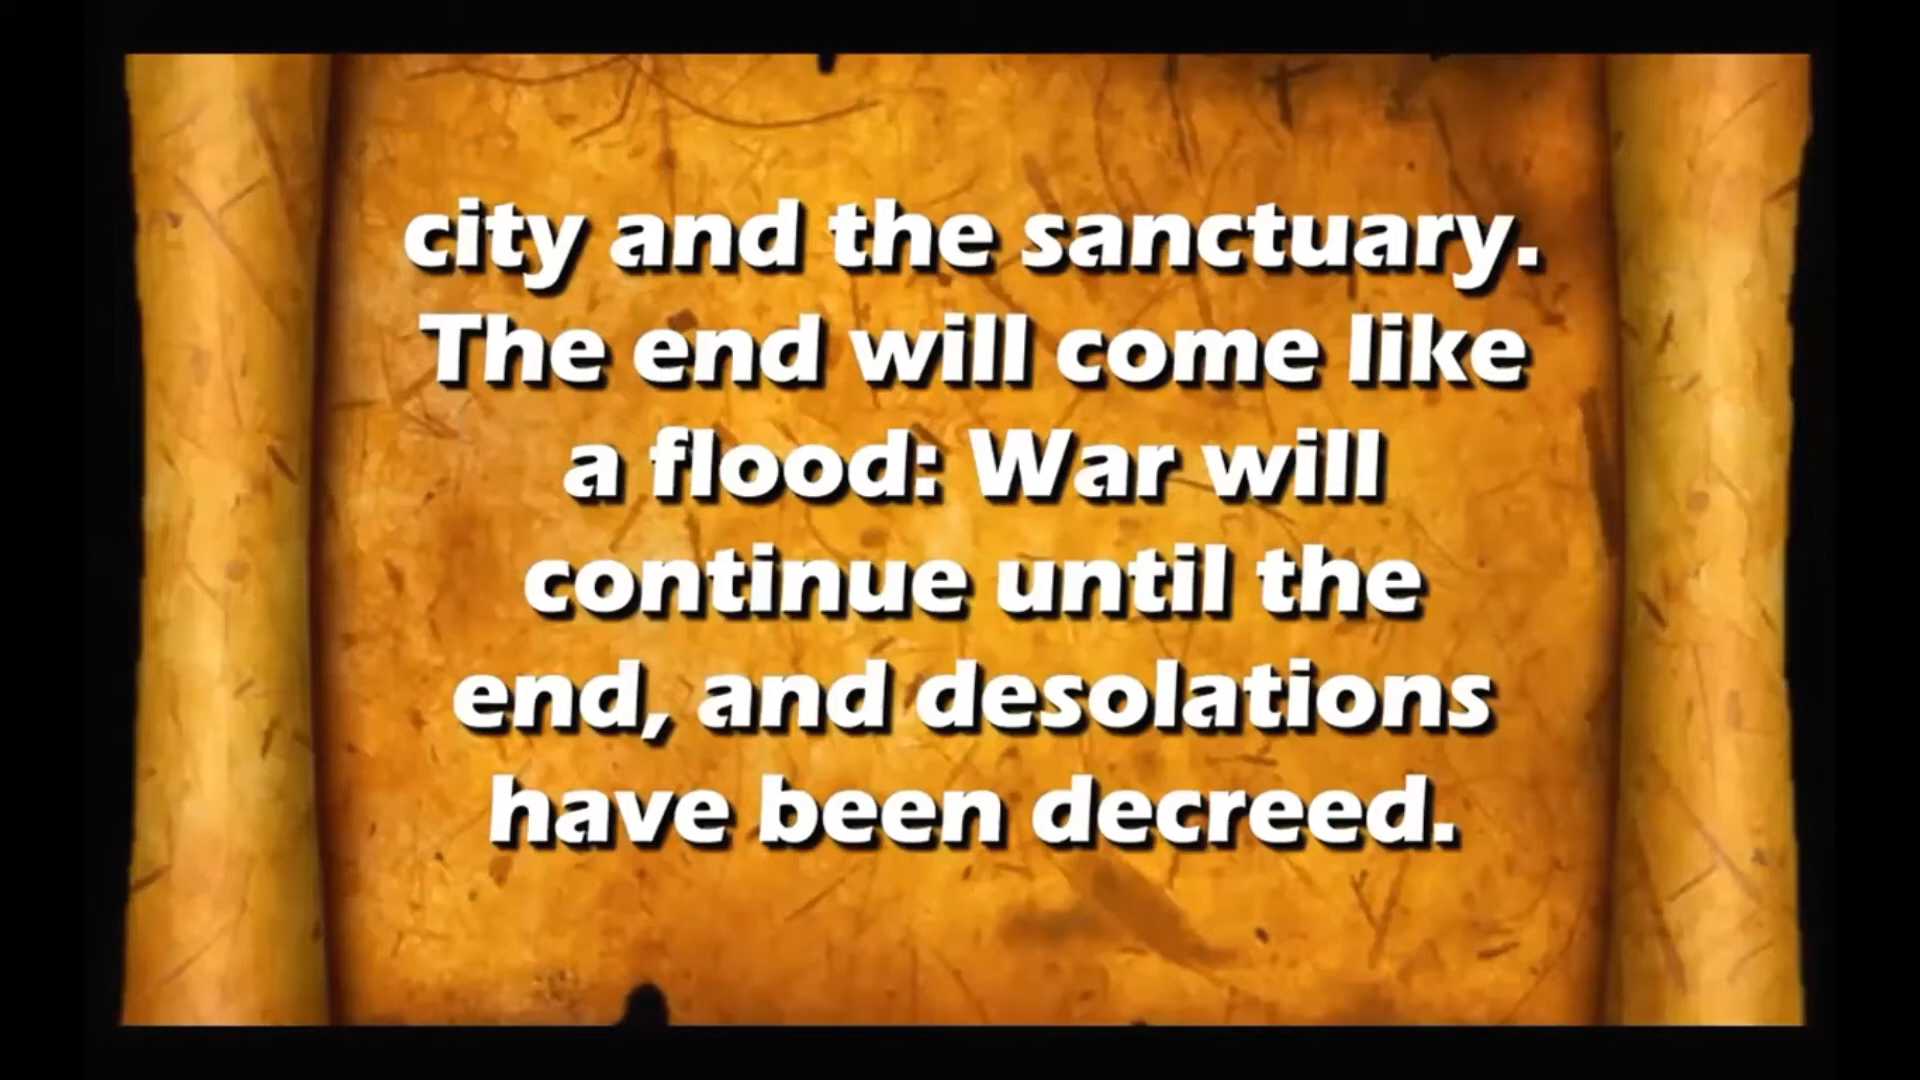 city and the sanctuary.
The end will come like
a flood: War will
continue until the
end, and desolations
have been decreed.